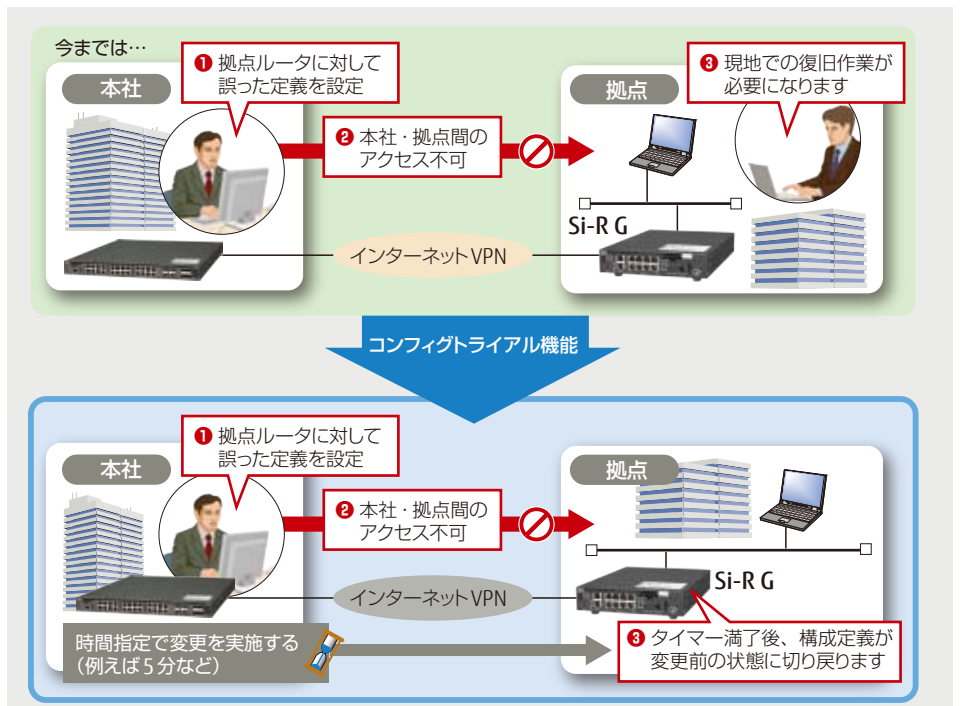 今までは…
❶ 拠点ルータに対して
誤った定義を設定
❸ 現地での復旧作業が
必要になります
本社
拠点
❷ 本社・拠点間の
アクセス不可
Si-R G
インターネットVPN
コンフィグトライアル機能
❶ 拠点ルータに対して
誤った定義を設定
本社
拠点
❷ 本社・拠点間の
アクセス不可
Si-R G
インターネットVPN
時間指定で変更を実施する
（例えば5分など）
❸ タイマー満了後、構成定義が
変更前の状態に切り戻ります